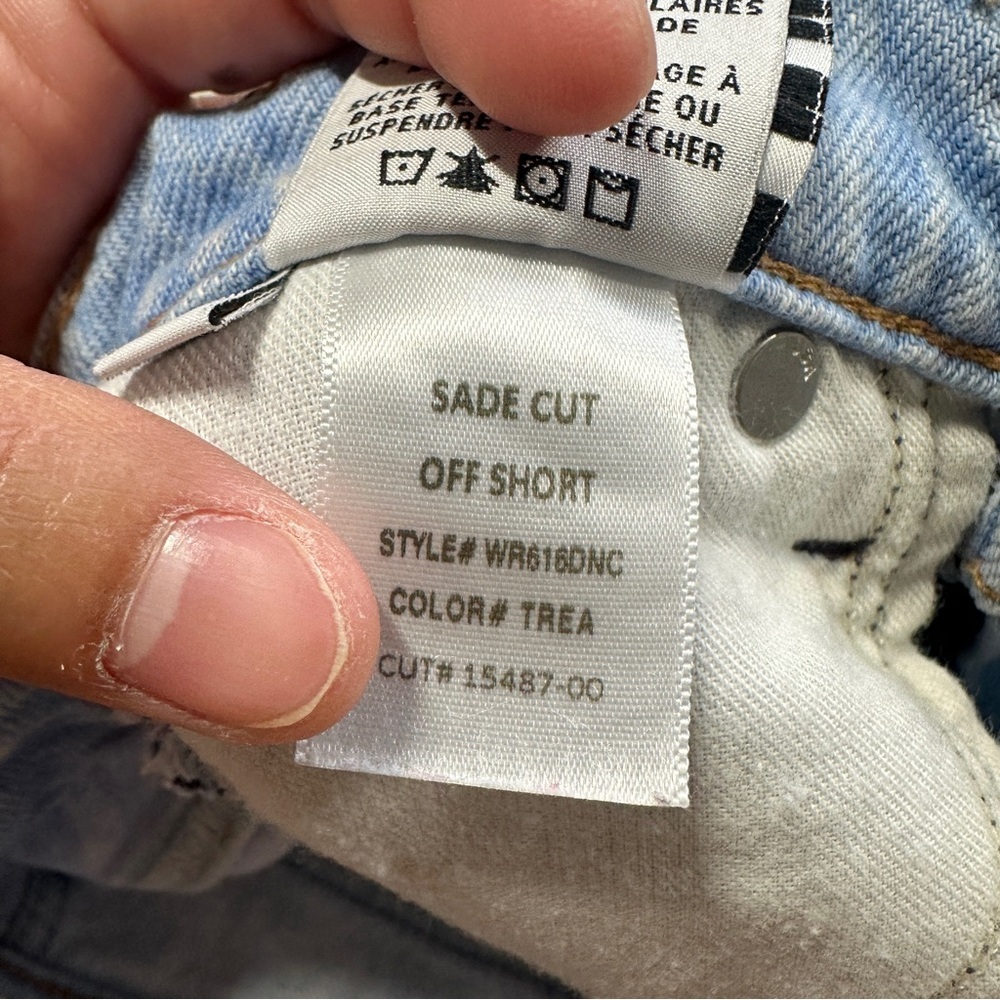 LAIRES
DE
AGE À
SÉCHER
BASE OU
SUSPENDRE SÉCHER
SADE CUT
OFF SHORT
STYLE# WR616DNC
COLOR# TREA
CUT# 15487-00